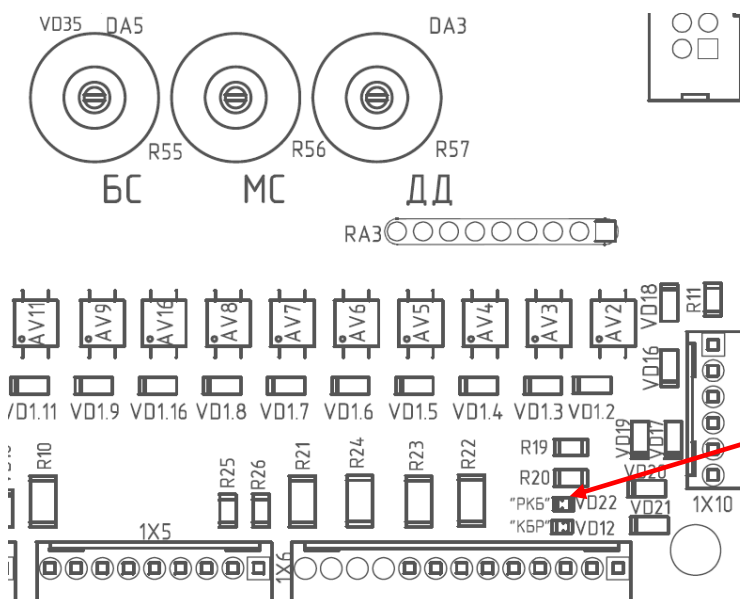 VD35 DA5 DA3
R55 R56 R57
БС МС ДД
RA3
AV11 AV9 AV16 AV8 AV7 AV6 AV5 AV4 AV3 AV2 VD18 R11
VD16
VD1.11 VD1.9 VD1.16 VD1.8 VD1.7 VD1.6 VD1.5 VD1.4 VD1.3 VD1.2
VD19 VD17
R10 R25 R26 R21 R24 R23 R22 R19
R20 VD20
"РКБ" VD22 VD21 1X10
"КБР" VD12
1X5 1X6